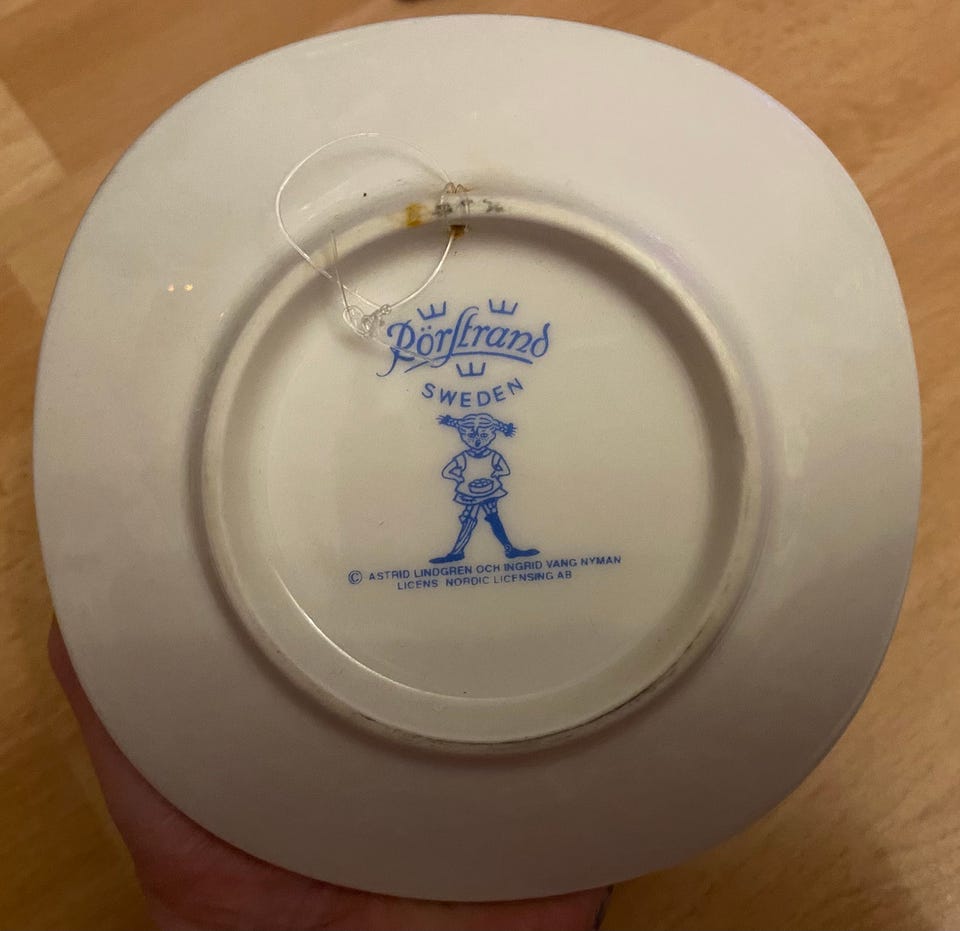 Rörstrand
SWEDEN
© ASTRID LINDGREN OCH INGRID VANG NYMAN
LICENS NORDIC LICENSING AB